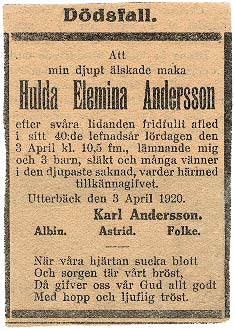 Dödsfall.
Att
min djupt älskade maka
Hulda Elemina Andersson
efter svåra lidanden fridfullt afled
i sitt 40:de lefnadsår lördagen den
3 April kl. 10,5 fm., lämnande mig
och 3 barn, släkt och många vänner
i den djupaste saknad, varder härmed
tillkännagifvet.
Utterbäck den 3 April 1920.
Karl Andersson.
Albin. Astrid. Folke.
När våra hjärtan sucka blott
Och sorgen tär vårt bröst,
Då gifver oss vår Gud allt godt
Med hopp och ljuflig tröst.